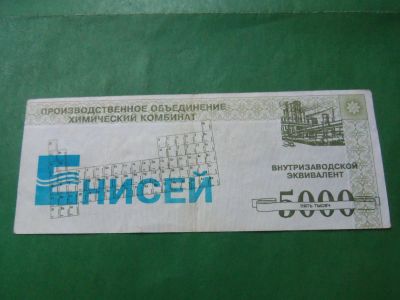 ПРОИЗВОДСТВЕННОЕ ОБЪЕДИНЕНИЕ
ХИМИЧЕСКИЙ КОМБИНАТ
ЕНИСЕЙ
ВНУТРИЗАВОДСКОЙ
ЭКВИВАЛЕНТ
5000
ПЯТЬ ТЫСЯЧ